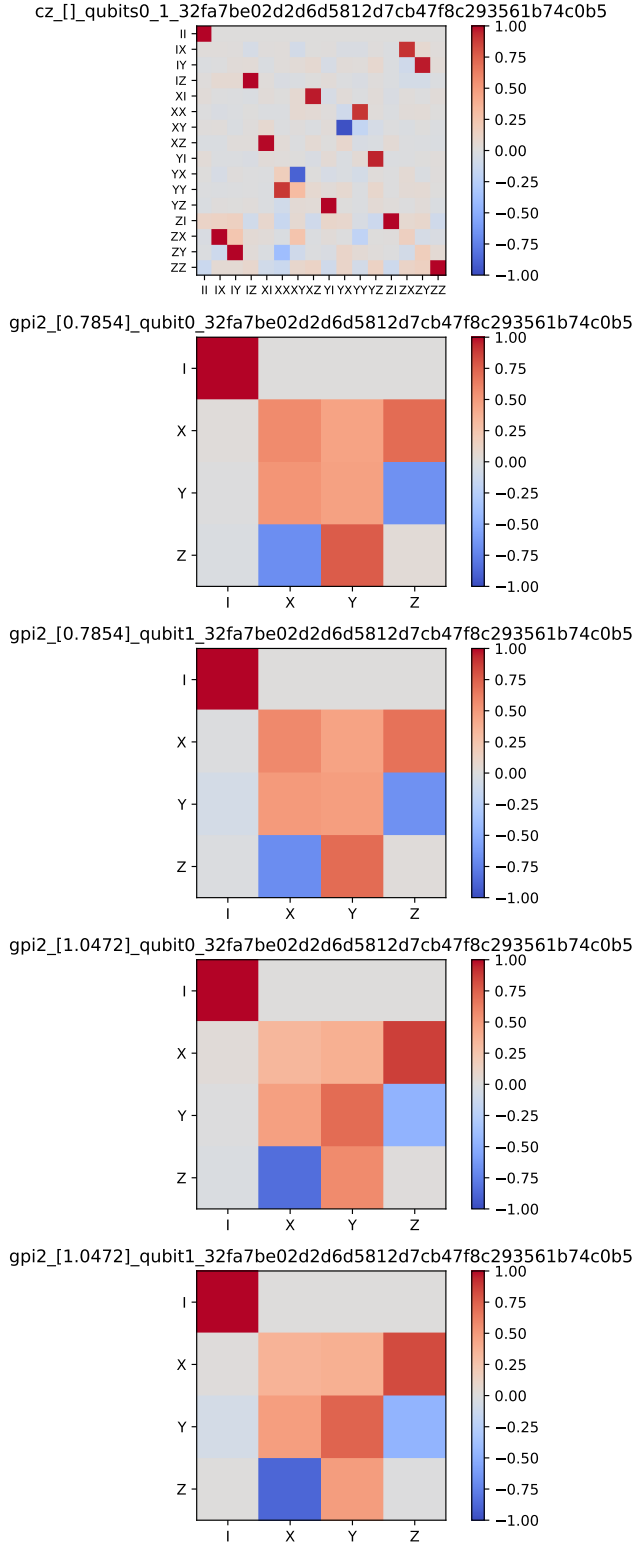 cz_[]_qubits0_1_32fa7be02d2d6d5812d7cb47f8c293561b74c0b5
II
IX
IY
IZ
XI
XX
XY
XZ
YI
YX
YY
YZ
ZI
ZX
ZY
ZZ
II IX IY IZ XI XX XY XZ YI YX YY YZ ZI ZX ZY ZZ
1.00
0.75
0.50
0.25
0.00
−0.25
−0.50
−0.75
−1.00
gpi2_[0.7854]_qubit0_32fa7be02d2d6d5812d7cb47f8c293561b74c0b5
I
X
Y
Z
I X Y Z
1.00
0.75
0.50
0.25
0.00
−0.25
−0.50
−0.75
−1.00
gpi2_[0.7854]_qubit1_32fa7be02d2d6d5812d7cb47f8c293561b74c0b5
I
X
Y
Z
I X Y Z
1.00
0.75
0.50
0.25
0.00
−0.25
−0.50
−0.75
−1.00
gpi2_[1.0472]_qubit0_32fa7be02d2d6d5812d7cb47f8c293561b74c0b5
I
X
Y
Z
I X Y Z
1.00
0.75
0.50
0.25
0.00
−0.25
−0.50
−0.75
−1.00
gpi2_[1.0472]_qubit1_32fa7be02d2d6d5812d7cb47f8c293561b74c0b5
I
X
Y
Z
I X Y Z
1.00
0.75
0.50
0.25
0.00
−0.25
−0.50
−0.75
−1.00